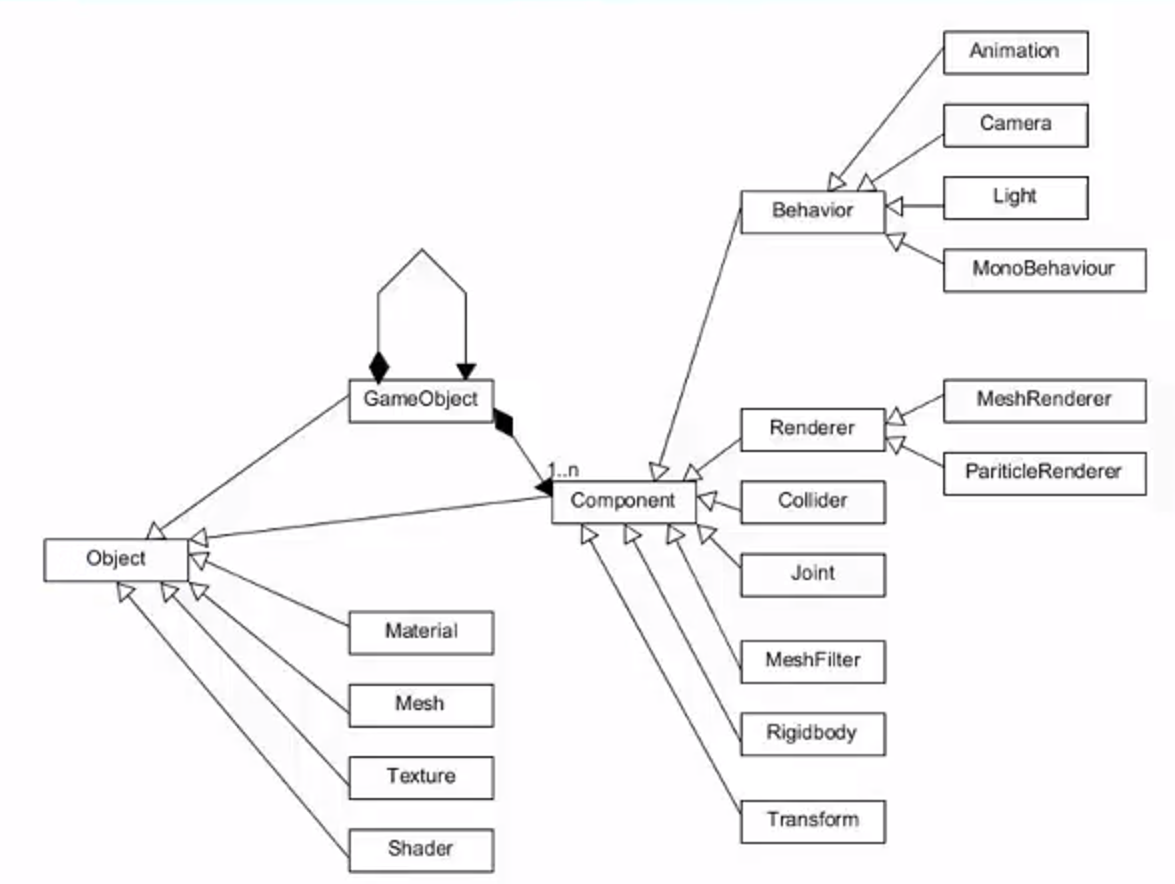 Animation
Camera
Light
Behavior
MonoBehaviour
GameObject
MeshRenderer
Renderer
PariticleRenderer
1..n
Component
Collider
Object
Joint
Material
MeshFilter
Mesh
Rigidbody
Texture
Transform
Shader